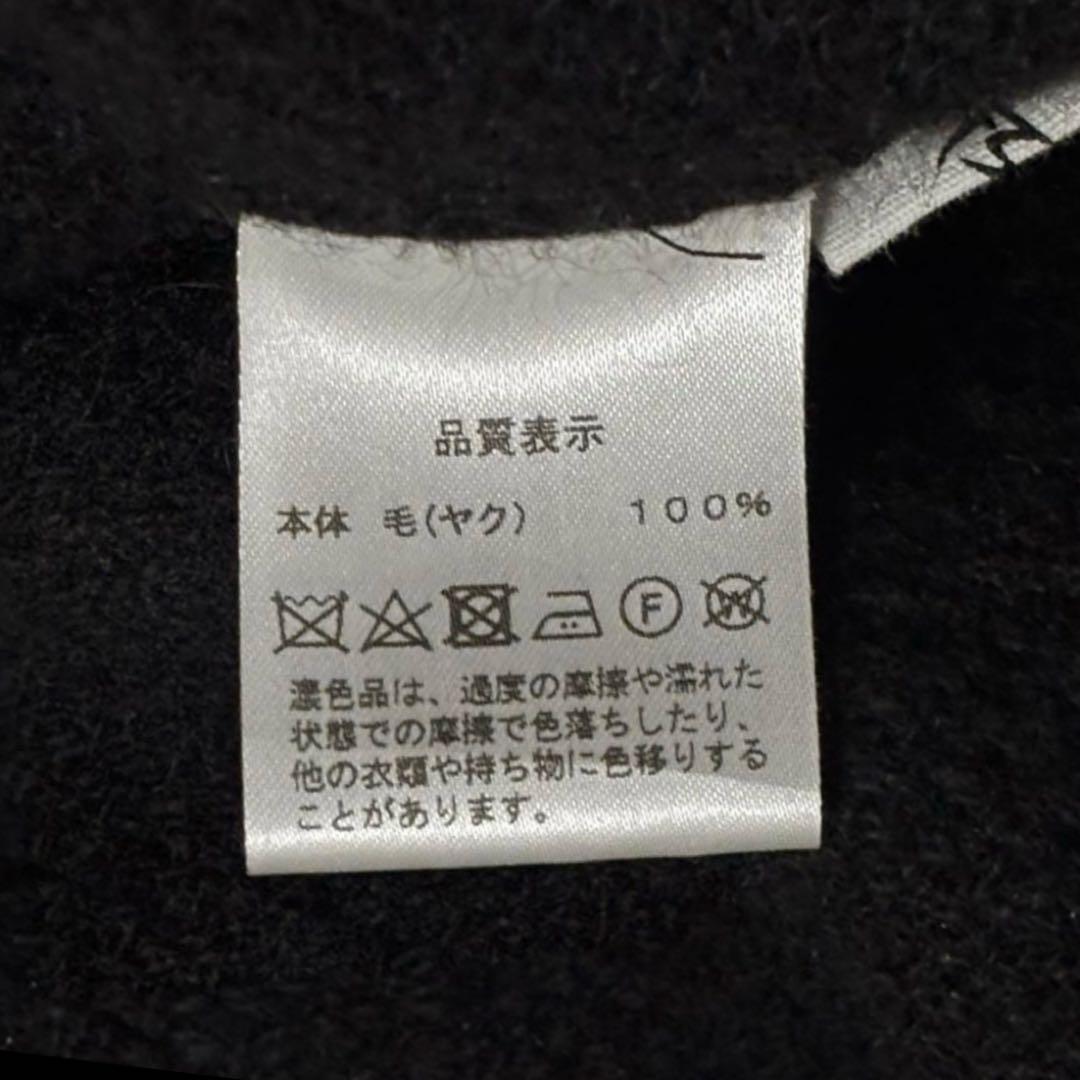 品質表示
本体 毛(ヤク) 100%
F W
濃色品は、過度の摩擦や濡れた
状態での摩擦で色落ちしたり、
他の衣類や持ち物に色移りする
ことがあります。